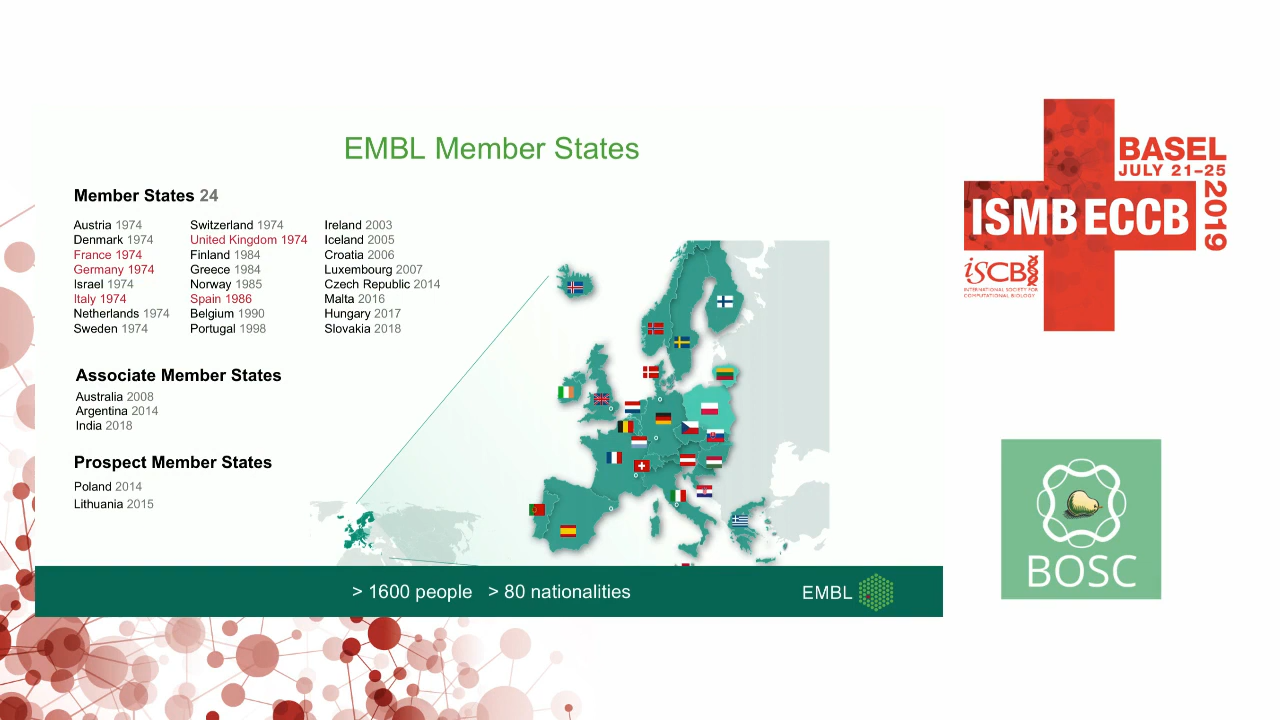 EMBL Member States
Member States 24
Austria 1974
Denmark 1974
France 1974
Germany 1974
Israel 1974
Italy 1974
Netherlands 1974
Sweden 1974
Switzerland 1974
United Kingdom 1974
Finland 1984
Greece 1984
Norway 1985
Spain 1986
Belgium 1990
Portugal 1998
Ireland 2003
Iceland 2005
Croatia 2006
Luxembourg 2007
Czech Republic 2014
Malta 2016
Hungary 2017
Slovakia 2018
Associate Member States
Australia 2008
Argentina 2014
India 2018
Prospect Member States
Poland 2014
Lithuania 2015
> 1600 people > 80 nationalities
EMBL
BASEL
JULY 21-25
2019
ISMB ECCB
iSCB
INTERNATIONAL SOCIETY FOR
COMPUTATIONAL BIOLOGY
BOSC